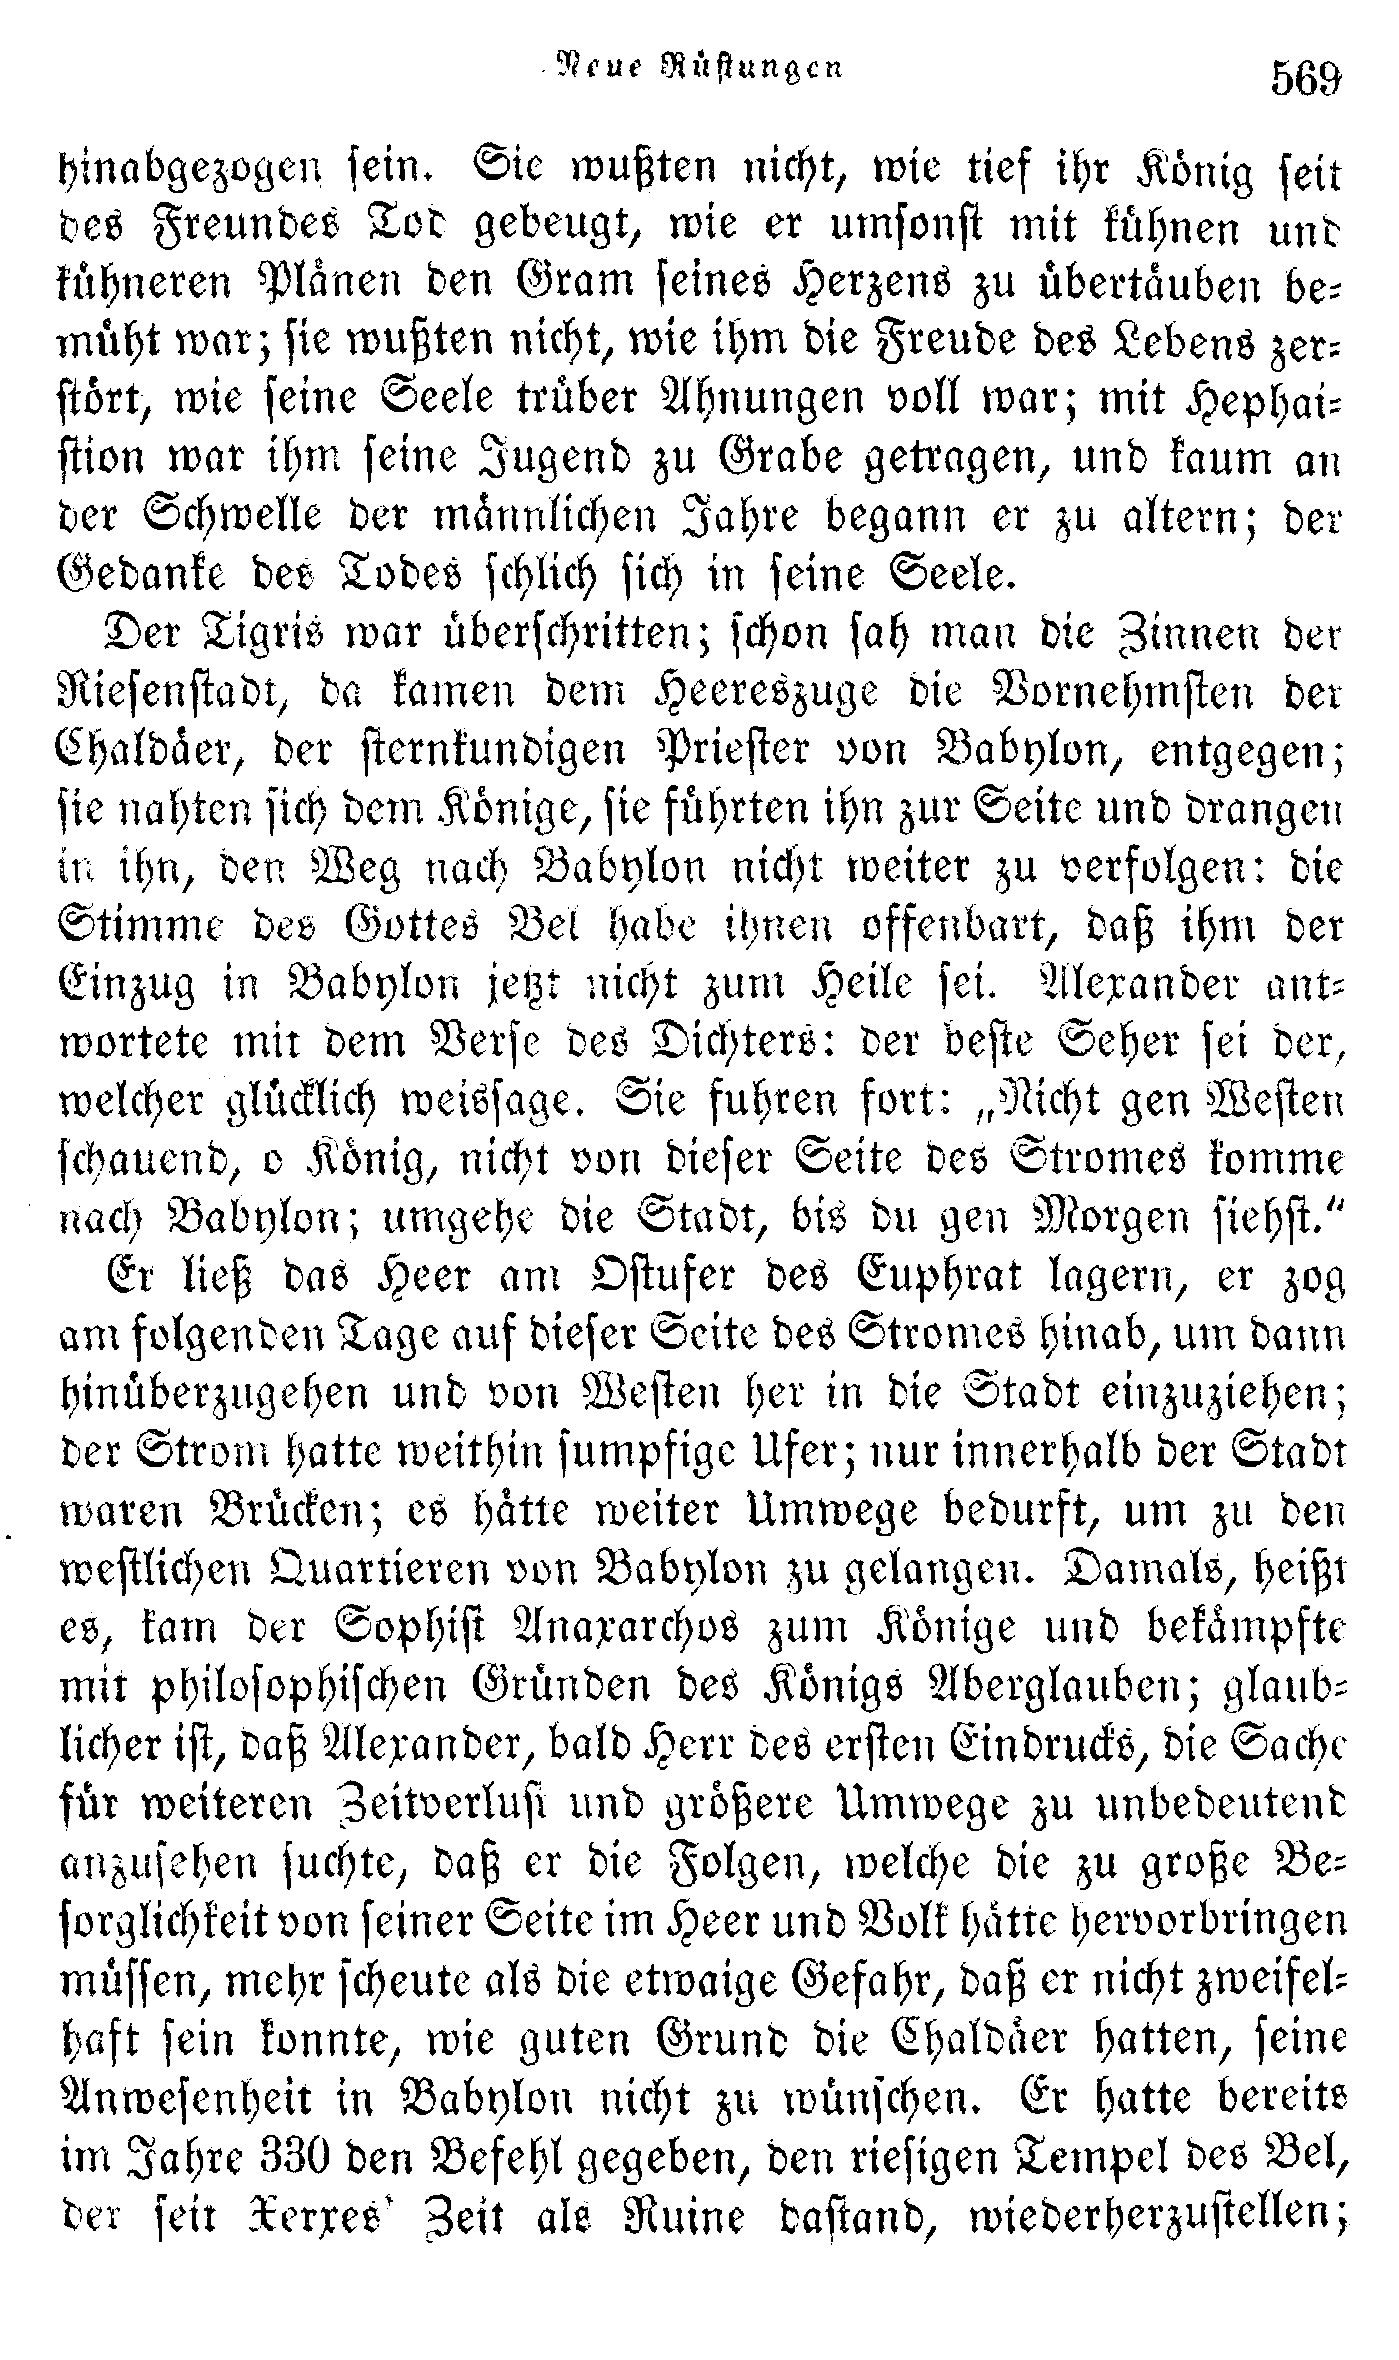 Neue Rüstungen 569
hinabgezogen sein. Sie wußten nicht, wie tief ihr König seit
des Freundes Tod gebeugt, wie er umsonst mit kühnen und
kühneren Plänen den Gram seines Herzens zu übertäuben be-
müht war; sie wußten nicht, wie ihm die Freude des Lebens zer-
stört, wie seine Seele trüber Ahnungen voll war; mit Hephai-
stion war ihm seine Jugend zu Grabe getragen, und kaum an
der Schwelle der männlichen Jahre begann er zu altern; der
Gedanke des Todes schlich sich in seine Seele.
Der Tigris war überschritten; schon sah man die Zinnen der
Riesenstadt, da kamen dem Heereszuge die Vornehmsten der
Chaldäer, der sternkundigen Priester von Babylon, entgegen;
sie nahten sich dem Könige, sie führten ihn zur Seite und drangen
in ihn, den Weg nach Babylon nicht weiter zu verfolgen: die
Stimme des Gottes Bel habe ihnen offenbart, daß ihm der
Einzug in Babylon jetzt nicht zum Heile sei. Alexander ant-
wortete mit dem Verse des Dichters: der beste Seher sei der,
welcher glücklich weissage. Sie fuhren fort: „Nicht gen Westen
schauend, o König, nicht von dieser Seite des Stromes komme
nach Babylon; umgehe die Stadt, bis du gen Morgen siehst.“
Er ließ das Heer am Ostufer des Euphrat lagern, er zog
am folgenden Tage auf dieser Seite des Stromes hinab, um dann
hinüberzugehen und von Westen her in die Stadt einzuziehen;
der Strom hatte weithin sumpfige Ufer; nur innerhalb der Stadt
waren Brücken; es hätte weiter Umwege bedurft, um zu den
westlichen Quartieren von Babylon zu gelangen. Damals, heißt
es, kam der Sophist Anaxarchos zum Könige und bekämpfte
mit philosophischen Gründen des Königs Aberglauben; glaub-
licher ist, daß Alexander, bald Herr des ersten Eindrucks, die Sache
für weiteren Zeitverlust und größere Umwege zu unbedeutend
anzusehen suchte, daß er die Folgen, welche die zu große Be-
sorglichkeit von seiner Seite im Heer und Volk hätte hervorbringen
müssen, mehr scheute als die etwaige Gefahr, daß er nicht zweifel-
haft sein konnte, wie guten Grund die Chaldäer hatten, seine
Anwesenheit in Babylon nicht zu wünschen. Er hatte bereits
im Jahre 330 den Befehl gegeben, den riesigen Tempel des Bel,
der seit Xerxes' Zeit als Ruine dastand, wiederherzustellen;